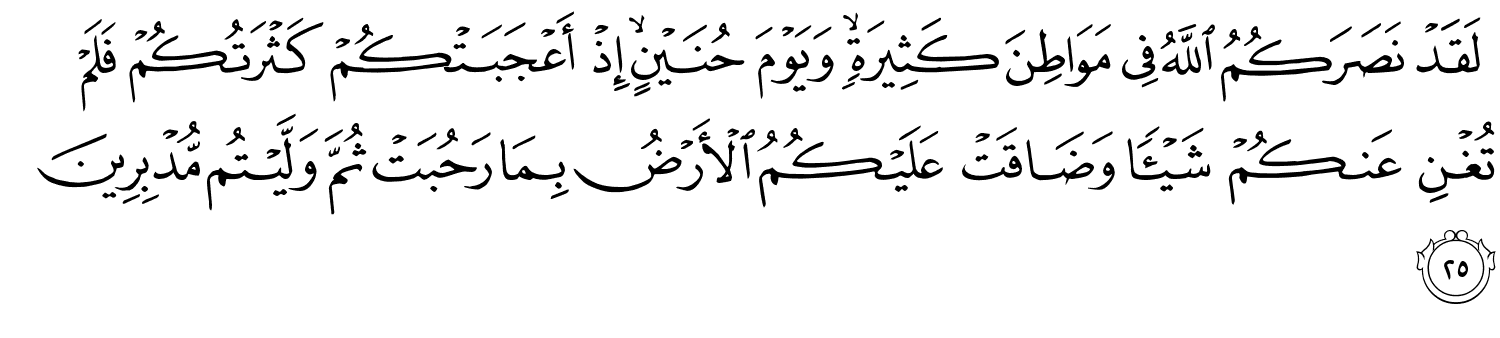 لَقَدْ نَصَرَكُمُ ٱللَّهُ فِى مَوَاطِنَ كَثِيرَةٍۢ ۙ وَيَوْمَ حُنَيْنٍ ۙ إِذْ أَعْجَبَتْكُمْ كَثْرَتُكُمْ فَلَمْ
تُغْنِ عَنكُمْ شَيْـًۭٔا وَضَاقَتْ عَلَيْكُمُ ٱلْأَرْضُ بِمَا رَحُبَتْ ثُمَّ وَلَّيْتُم مُّدْبِرِينَ
٢٥